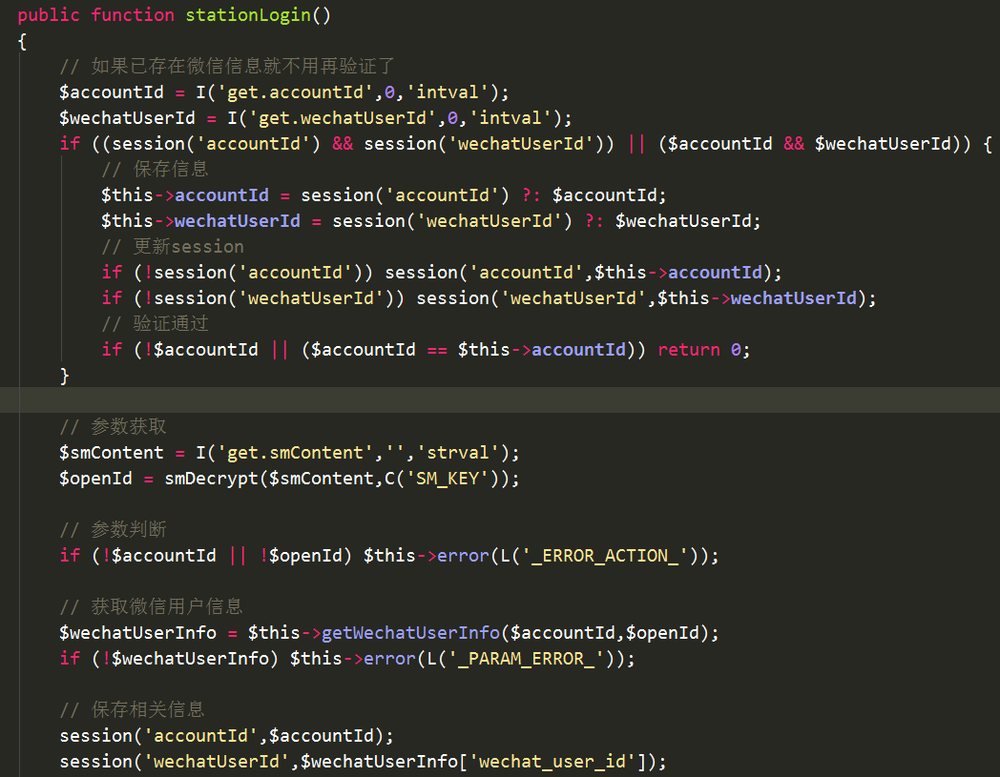 public function stationLogin()
{
// 如果已存在微信信息就不用再验证了
$accountId = I('get.accountId',0,'intval');
$wechatUserId = I('get.wechatUserId',0,'intval');
if ((session('accountId') && session('wechatUserId')) || ($accountId && $wechatUserId)) {
// 保存信息
$this->accountId = session('accountId') ?: $accountId;
$this->wechatUserId = session('wechatUserId') ?: $wechatUserId;
// 更新session
if (!session('accountId')) session('accountId',$this->accountId);
if (!session('wechatUserId')) session('wechatUserId',$this->wechatUserId);
// 验证通过
if (!$accountId || ($accountId == $this->accountId)) return 0;
}
// 参数获取
$smContent = I('get.smContent','','strval');
$openId = smDecrypt($smContent,C('SM_KEY'));
// 参数判断
if (!$accountId || !$openId) $this->error(L('_ERROR_ACTION_'));
// 获取微信用户信息
$wechatUserInfo = $this->getWechatUserInfo($accountId,$openId);
if (!$wechatUserInfo) $this->error(L('_PARAM_ERROR_'));
// 保存相关信息
session('accountId',$accountId);
session('wechatUserId',$wechatUserInfo['wechat_user_id']);